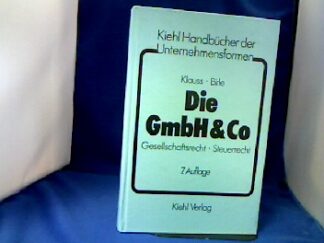 Kiehl Handbücher der
Unternehmensformen
Klauss · Birle
Die
GmbH & Co
Gesellschaftsrecht · Steuerrecht
7. Auflage
Kiehl Verlag